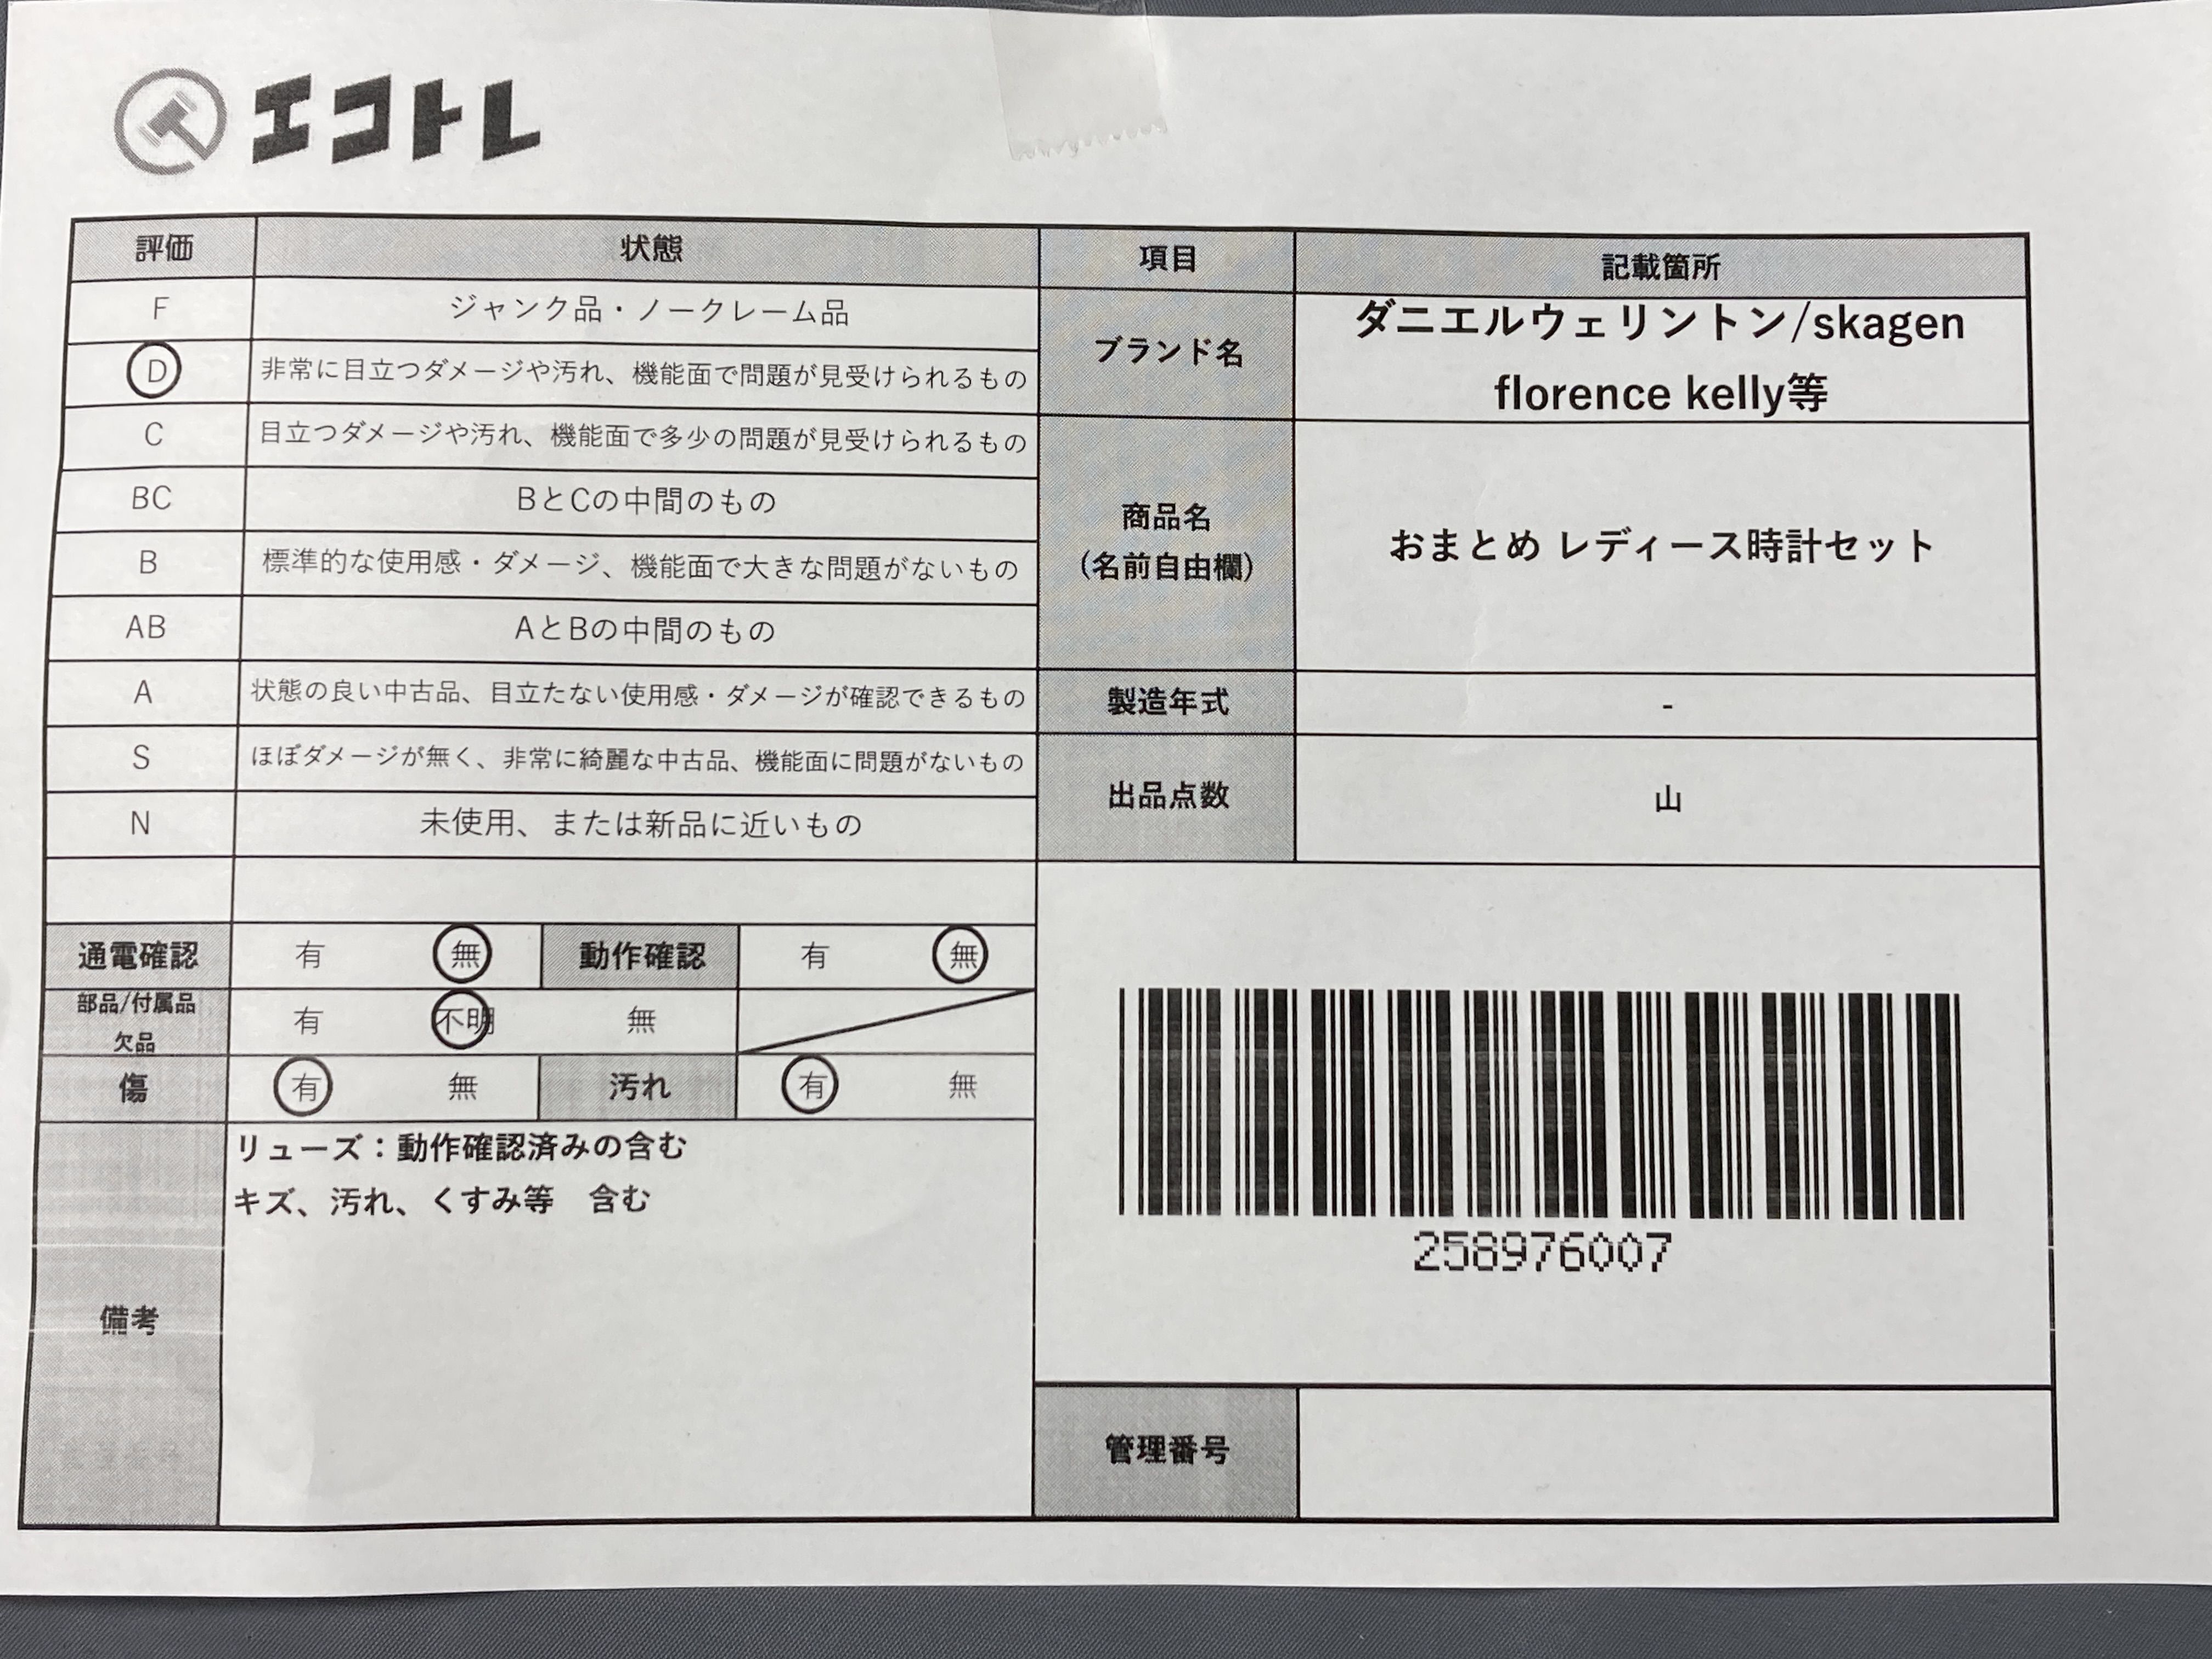 エコトレ
評価 状態 項目 記載箇所
F ジャンク品・ノークレーム品
D 非常に目立つダメージや汚れ、機能面で問題が見受けられるもの
C 目立つダメージや汚れ、機能面で多少の問題が見受けられるもの
BC BとCの中間のもの
B 標準的な使用感・ダメージ、機能面で大きな問題がないもの
AB AとBの中間のもの
A 状態の良い中古品、目立たない使用感・ダメージが確認できるもの
S ほぼダメージが無く、非常に綺麗な中古品、機能面に問題がないもの
N 未使用、または新品に近いもの
ブランド名
ダニエルウェリントン/skagen
florence kelly等
商品名
(名前自由欄)
おまとめ レディース時計セット
製造年式 -
出品点数 山
通電確認 有 無 動作確認 有 無
部品/付属品
欠品
有 不明 無
傷 有 無 汚れ 有 無
備考
リューズ：動作確認済みの含む
キズ、汚れ、くすみ等　含む
258976007
管理番号